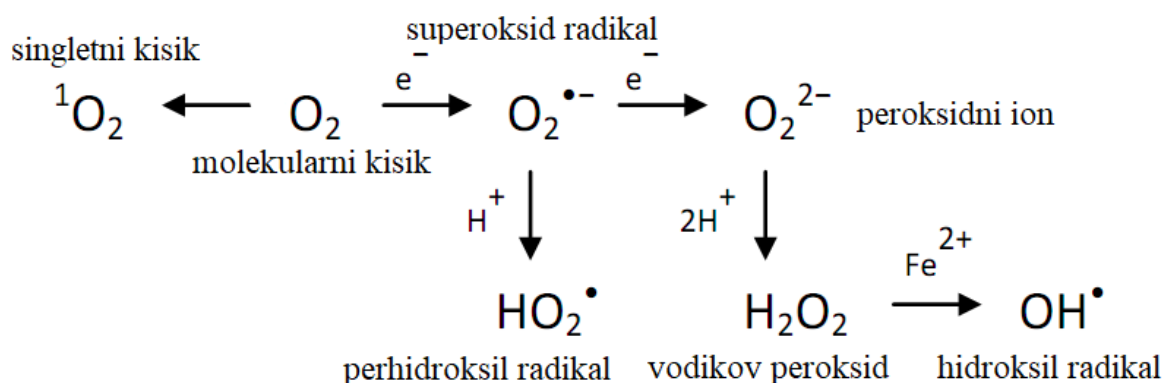 superoksid radikal
singletni kisik
e⁻ e⁻
¹O₂ O₂ O₂•⁻ O₂²⁻ peroksidni ion
molekularni kisik
H⁺ 2H⁺
Fe²⁺
HO₂• H₂O₂ OH•
perhidroksil radikal vodikov peroksid hidroksil radikal